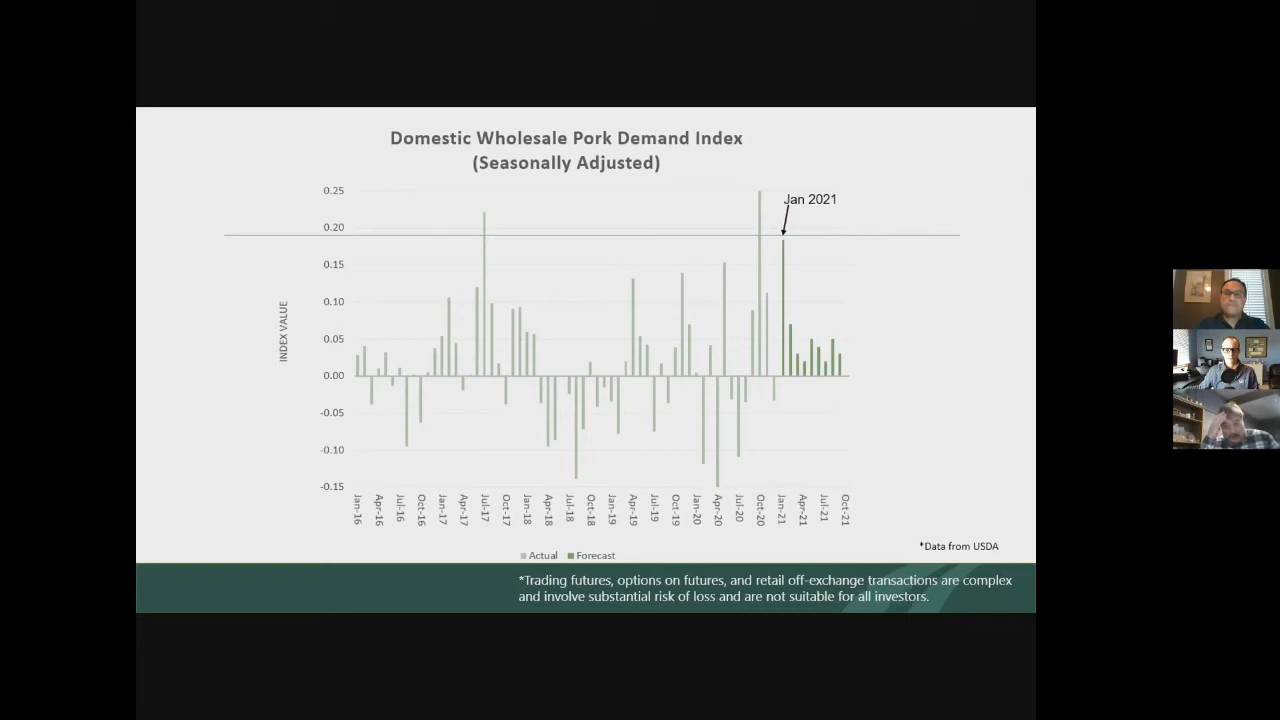 Domestic Wholesale Pork Demand Index
(Seasonally Adjusted)
0.25
0.20
0.15
0.10
0.05
0.00
-0.05
-0.10
-0.15
INDEX VALUE
Jan 2021
Jan-16
Apr-16
Jul-16
Oct-16
Jan-17
Apr-17
Jul-17
Oct-17
Jan-18
Apr-18
Jul-18
Oct-18
Jan-19
Apr-19
Jul-19
Oct-19
Jan-20
Apr-20
Jul-20
Oct-20
Jan-21
Apr-21
Jul-21
Oct-21
Actual Forecast
*Data from USDA
*Trading futures, options on futures, and retail off-exchange transactions are complex
and involve substantial risk of loss and are not suitable for all investors.